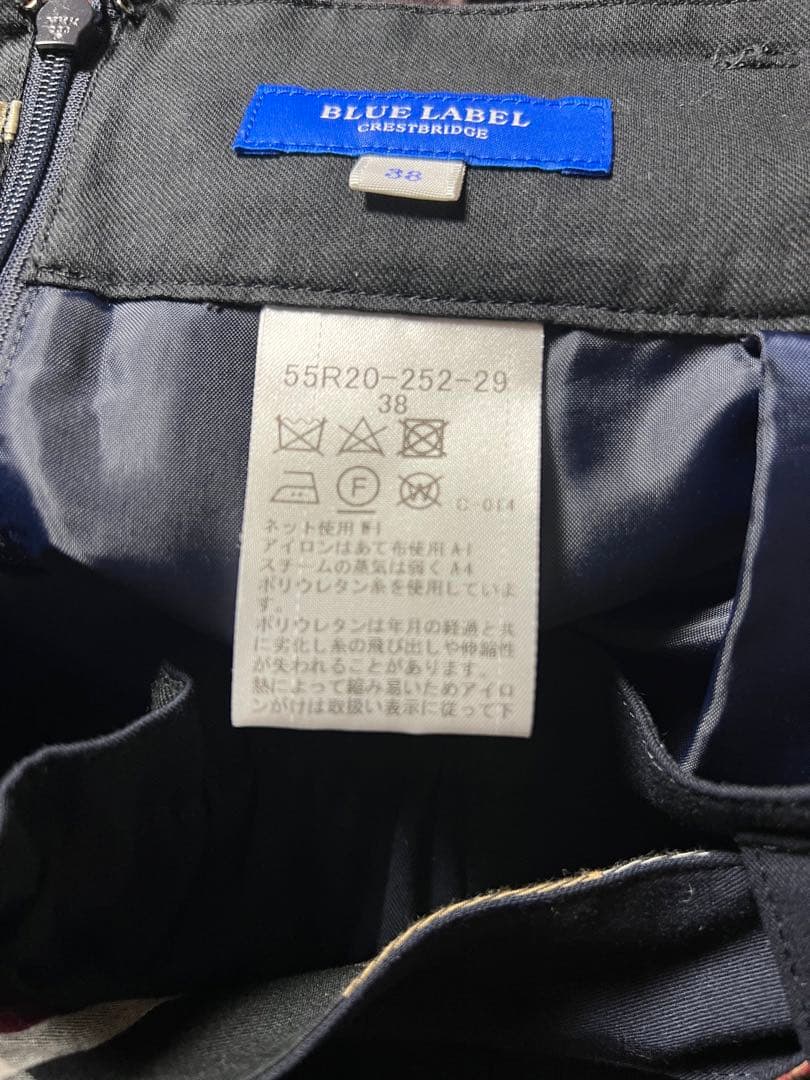 BLUE LABEL
CRESTBRIDGE
38
55R20-252-29
38
F
W
C-014
ネット使用 W-1
アイロンはあて布使用 A-1
スチームの蒸気は弱く A4
ポリウレタン糸を使用していま
す。
ポリウレタンは年月の経過と共
に劣化し糸の飛び出しや伸縮性
が失われることがあります。
熱によって縮み易いためアイロ
ンがけは取扱い表示に従って下